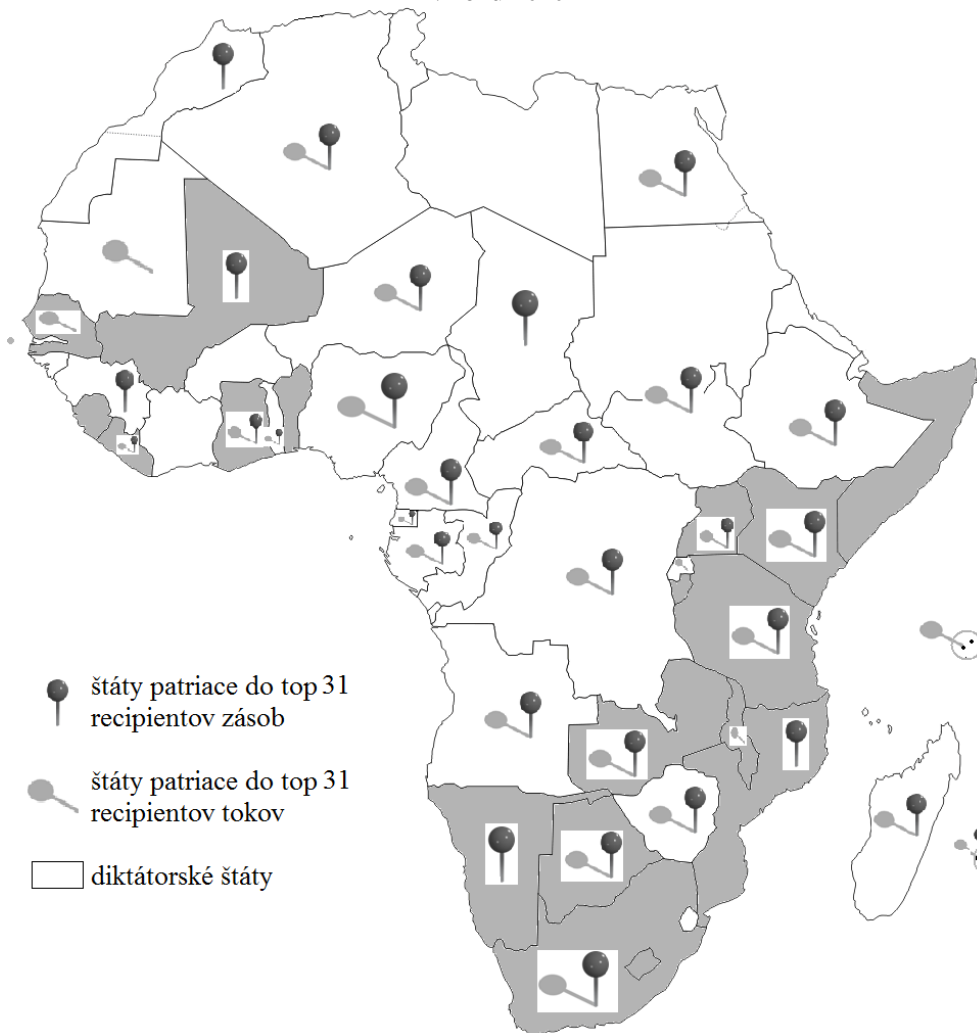 štáty patriace do top 31
recipientov zásob
štáty patriace do top 31
recipientov tokov
diktátorské štáty